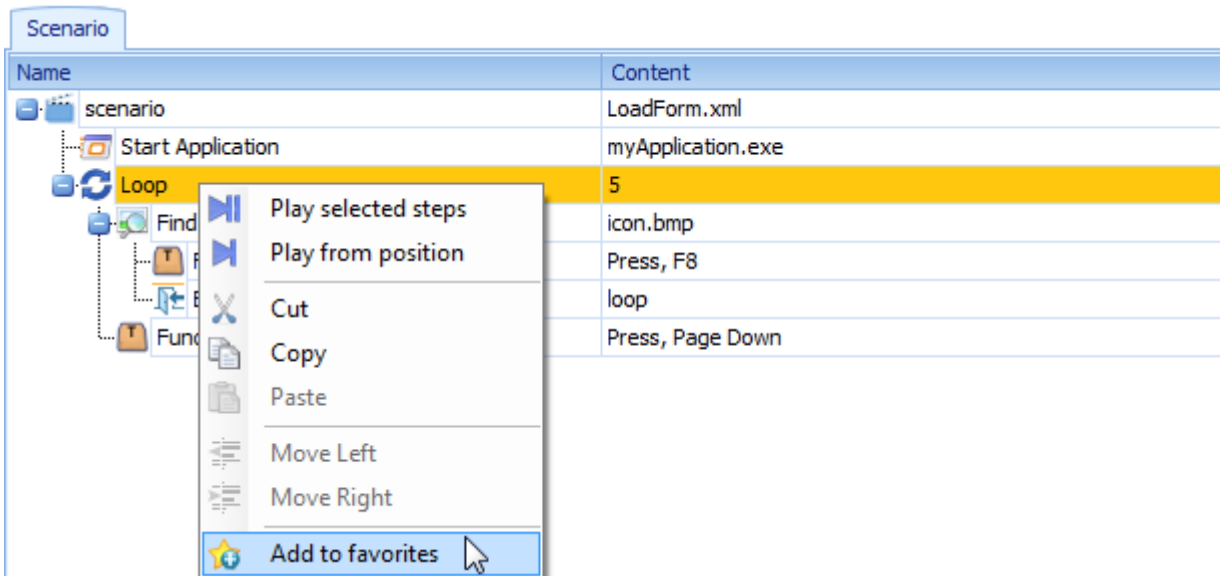 Scenario
Name Content
scenario LoadForm.xml
Start Application myApplication.exe
Loop 5
Find icon.bmp
Press, F8
loop
Press, Page Down
Play selected steps
Play from position
Cut
Copy
Paste
Move Left
Move Right
Add to favorites